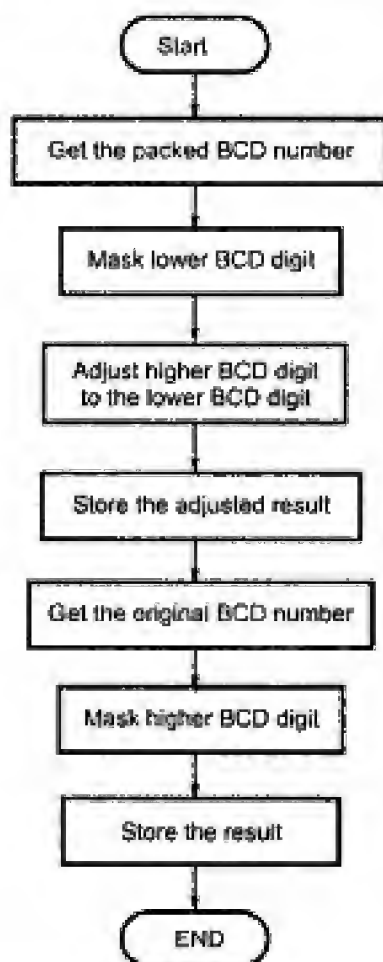 Start
Get the packed BCD number
Mask lower BCD digit
Adjust higher BCD digit
to the lower BCD digit
Store the adjusted result
Get the original BCD number
Mask higher BCD digit
Store the result
END